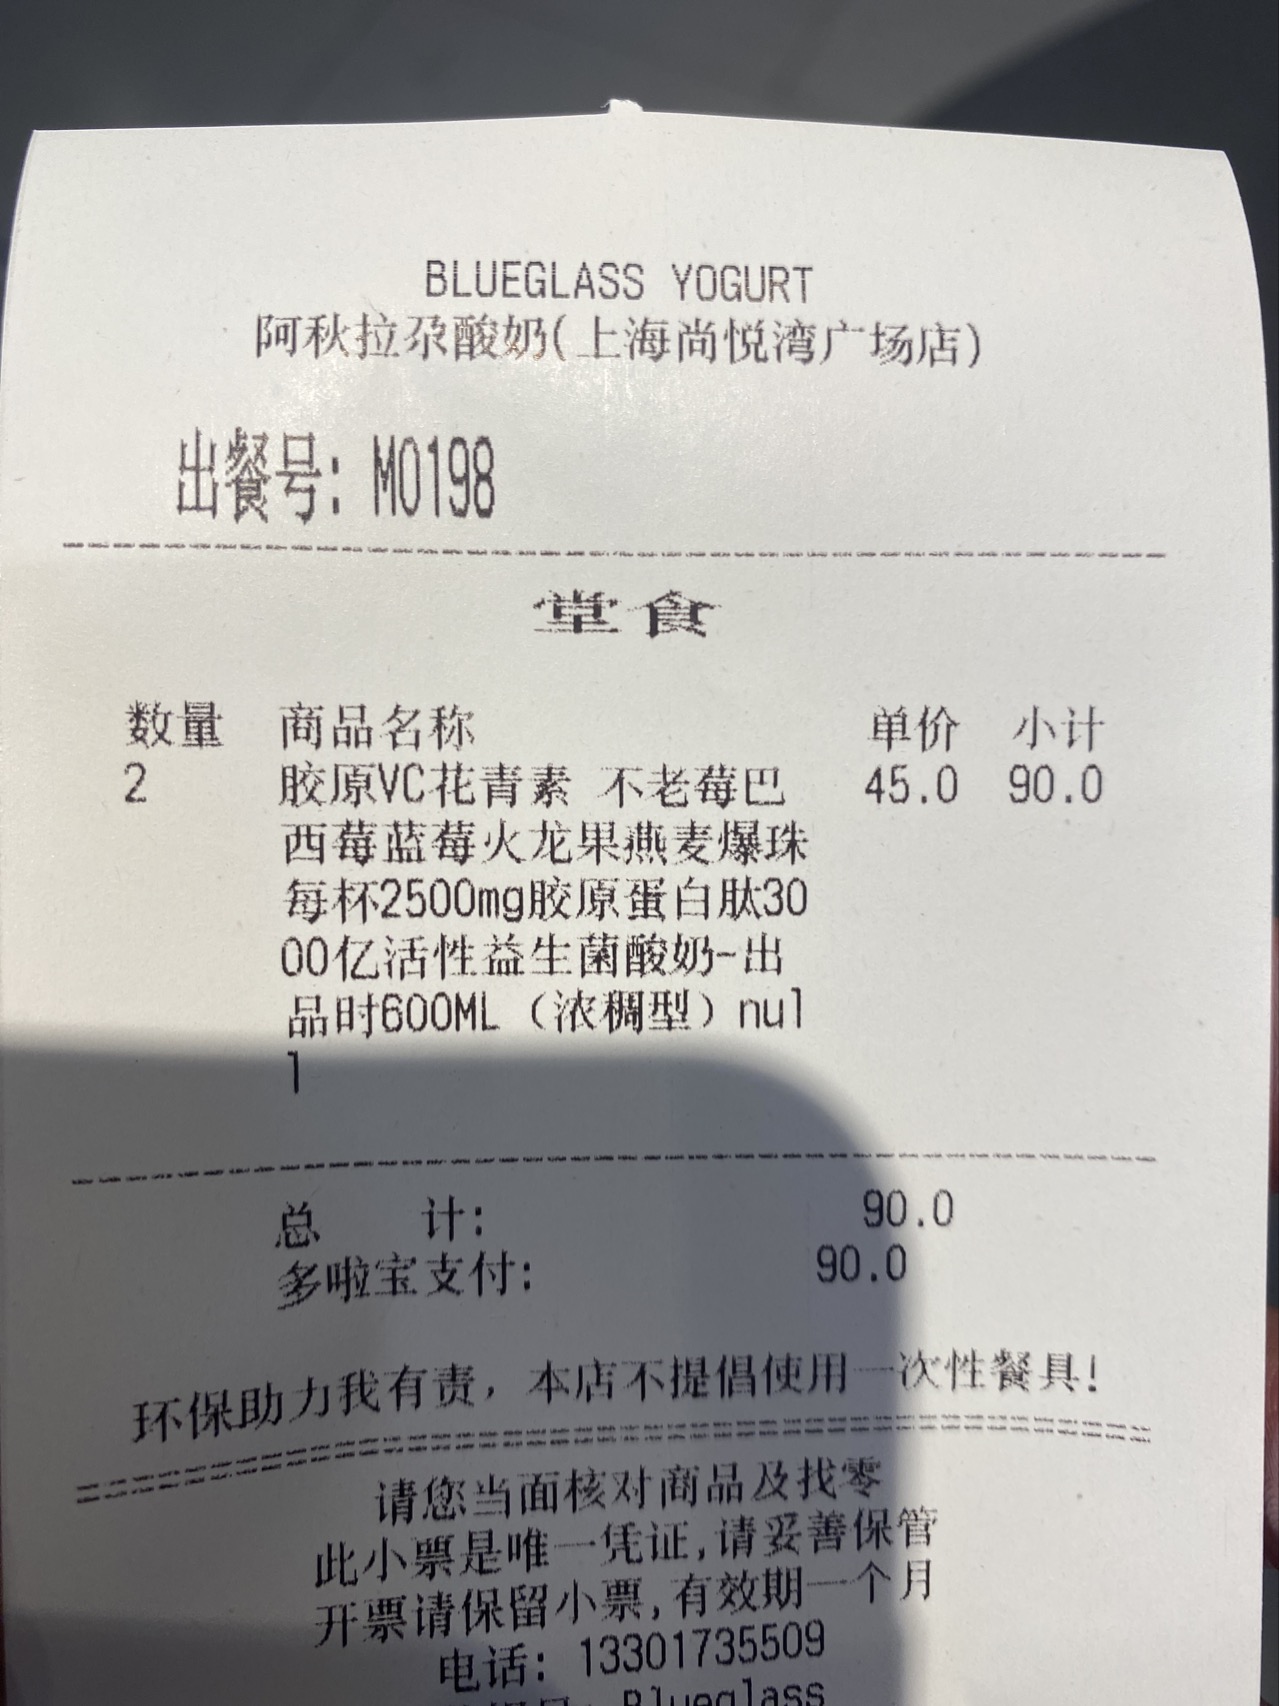 BLUEGLASS YOGURT
阿秋拉尕酸奶(上海尚悦湾广场店)
出餐号: M0198
堂食
数量 商品名称 单价 小计
2 胶原VC花青素 不老莓巴 45.0 90.0
西莓蓝莓火龙果燕麦爆珠
每杯2500mg胶原蛋白肽30
00亿活性益生菌酸奶-出
品时600ML（浓稠型）nul
l
总 计: 90.0
多啦宝支付: 90.0
环保助力我有责，本店不提倡使用一次性餐具!
请您当面核对商品及找零
此小票是唯一凭证,请妥善保管
开票请保留小票,有效期一个月
电话: 13301735509
Blueglass